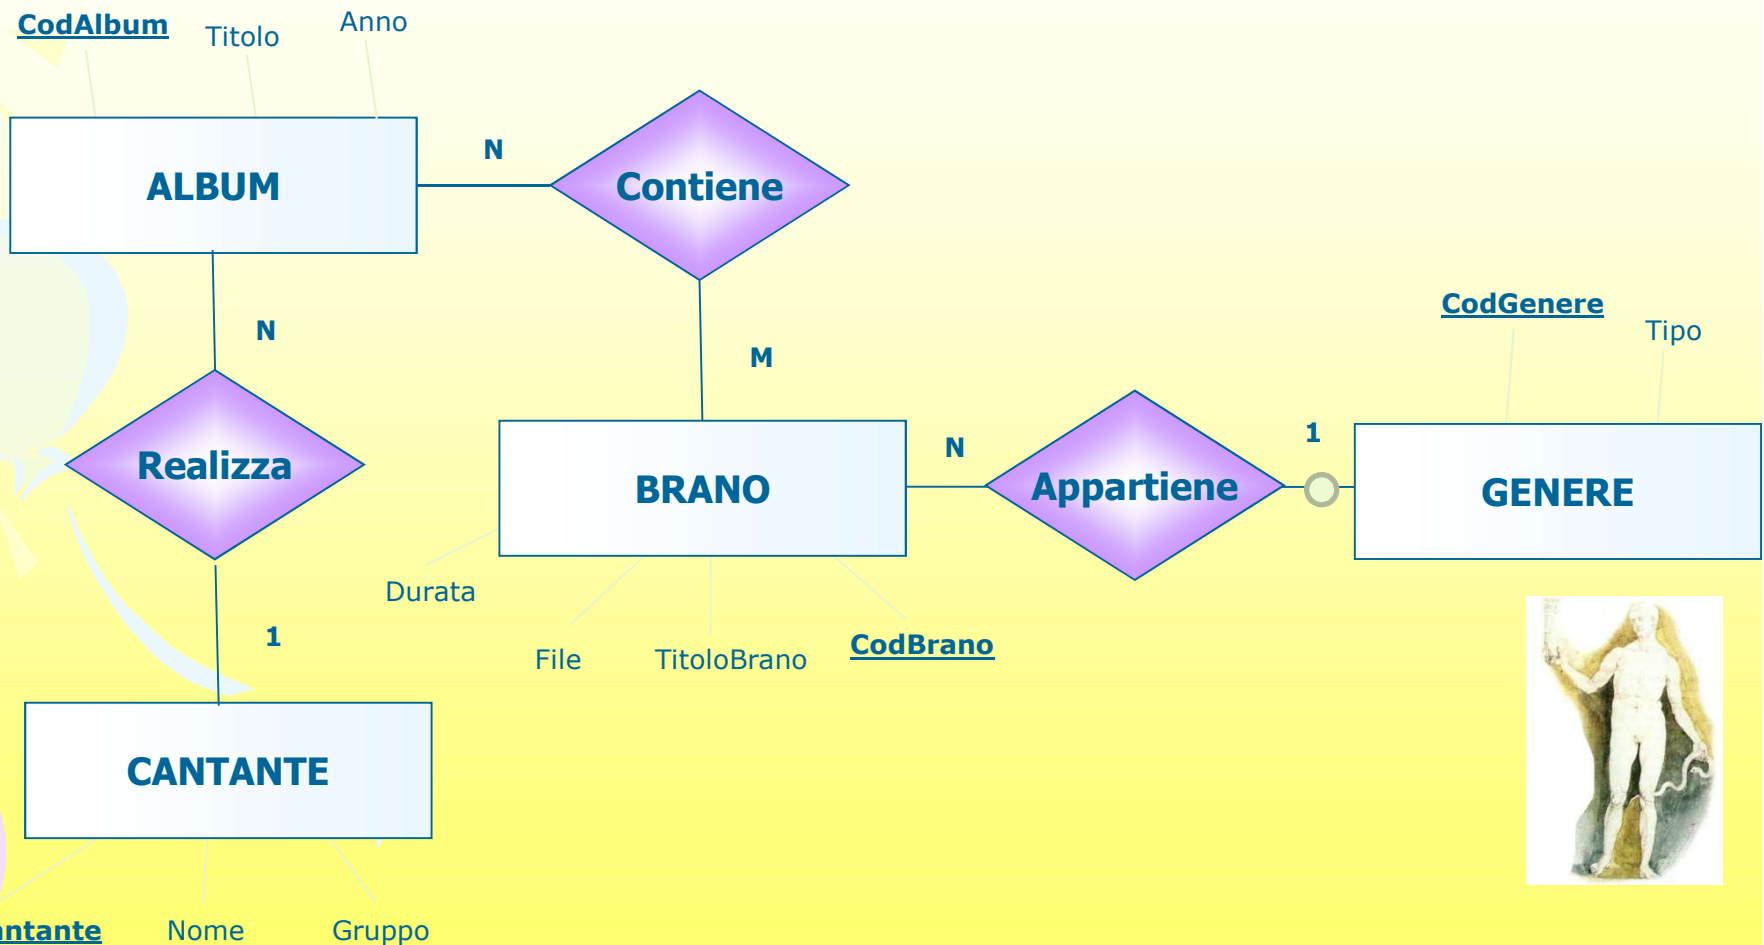 CodAlbum
Titolo
Anno
ALBUM
N
Contiene
N
M
CodGenere
Tipo
Realizza
BRANO
N
Appartiene
1
GENERE
Durata
File
TitoloBrano
CodBrano
1
CANTANTE
antante
Nome
Gruppo